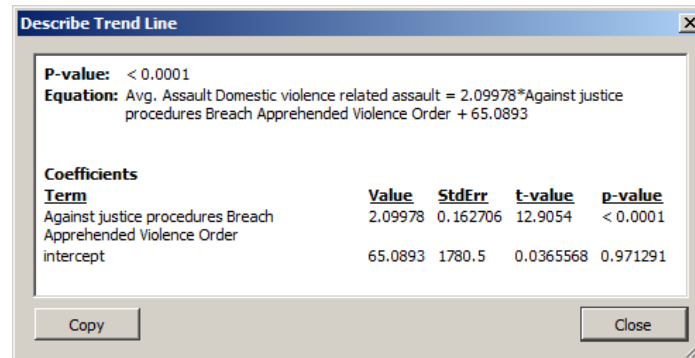 Describe Trend Line
P-value: < 0.0001
Equation: Avg. Assault Domestic violence related assault = 2.09978*Against justice
procedures Breach Apprehended Violence Order + 65.0893
Coefficients
Term Value StdErr t-value p-value
Against justice procedures Breach 2.09978 0.162706 12.9054 < 0.0001
Apprehended Violence Order
intercept 65.0893 1780.5 0.0365568 0.971291
Copy Close